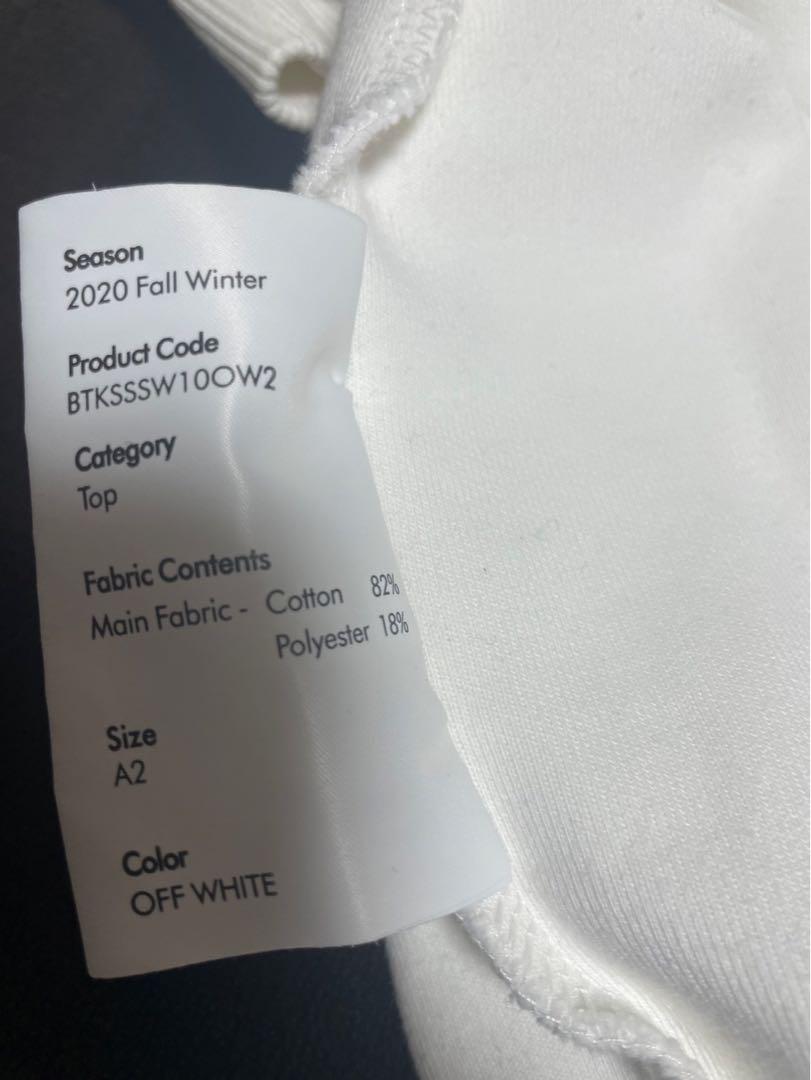 Season
2020 Fall Winter
Product Code
BTKSSSW10OW2
Category
Top
Fabric Contents
Main Fabric - Cotton 82%
Polyester 18%
Size
A2
Color
OFF WHITE